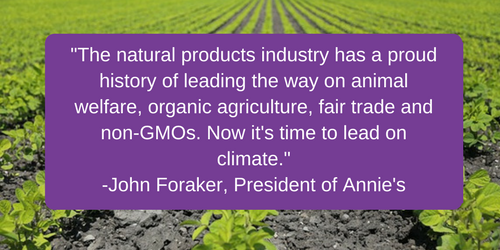 "The natural products industry has a proud
history of leading the way on animal
welfare, organic agriculture, fair trade and
non-GMOs. Now it's time to lead on
climate."
-John Foraker, President of Annie's